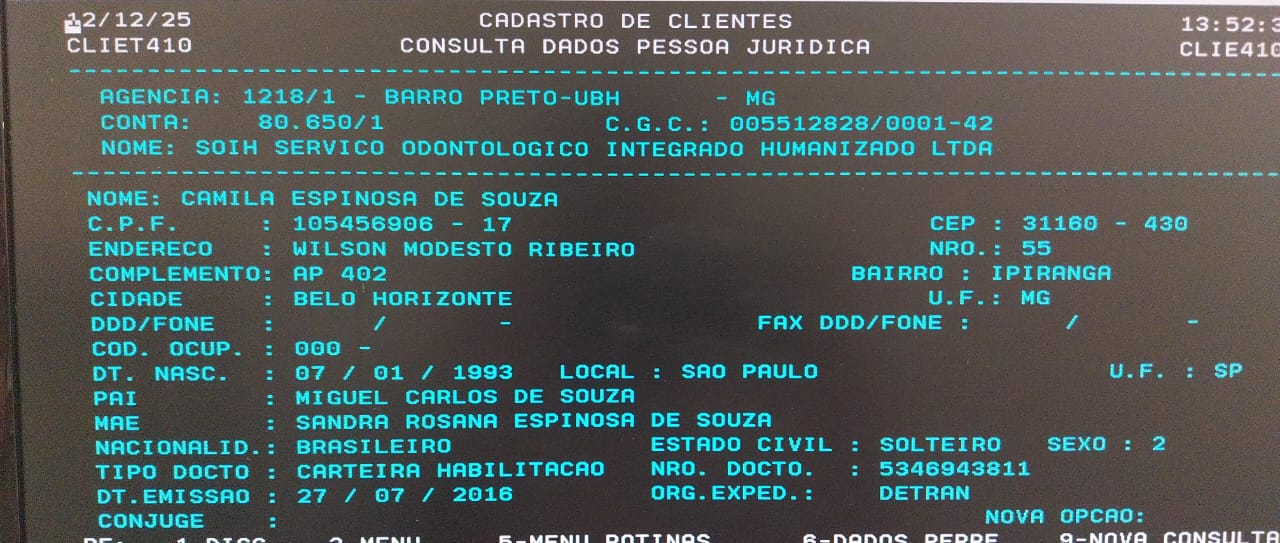 12/12/25 CADASTRO DE CLIENTES 13:52:3
CLIET410 CONSULTA DADOS PESSOA JURIDICA CLIE410
AGENCIA: 1218/1 - BARRO PRETO-UBH - MG
CONTA: 80.650/1 C.G.C.: 005512828/0001-42
NOME: SOIH SERVICO ODONTOLOGICO INTEGRADO HUMANIZADO LTDA
NOME: CAMILA ESPINOSA DE SOUZA
C.P.F. : 105456906 - 17 CEP : 31160 - 430
ENDERECO : WILSON MODESTO RIBEIRO NRO.: 55
COMPLEMENTO: AP 402 BAIRRO : IPIRANGA
CIDADE : BELO HORIZONTE U.F.: MG
DDD/FONE : / - FAX DDD/FONE : / -
COD. OCUP. : 000 -
DT. NASC. : 07 / 01 / 1993 LOCAL : SAO PAULO U.F. : SP
PAI : MIGUEL CARLOS DE SOUZA
MAE : SANDRA ROSANA ESPINOSA DE SOUZA
NACIONALID.: BRASILEIRO ESTADO CIVIL : SOLTEIRO SEXO : 2
TIPO DOCTO : CARTEIRA HABILITACAO NRO. DOCTO. : 5346943811
DT.EMISSAO : 27 / 07 / 2016 ORG.EXPED.: DETRAN
CONJUGE : NOVA OPCAO:
5-MENU ROTINAS 9-NOVA CONSULTA